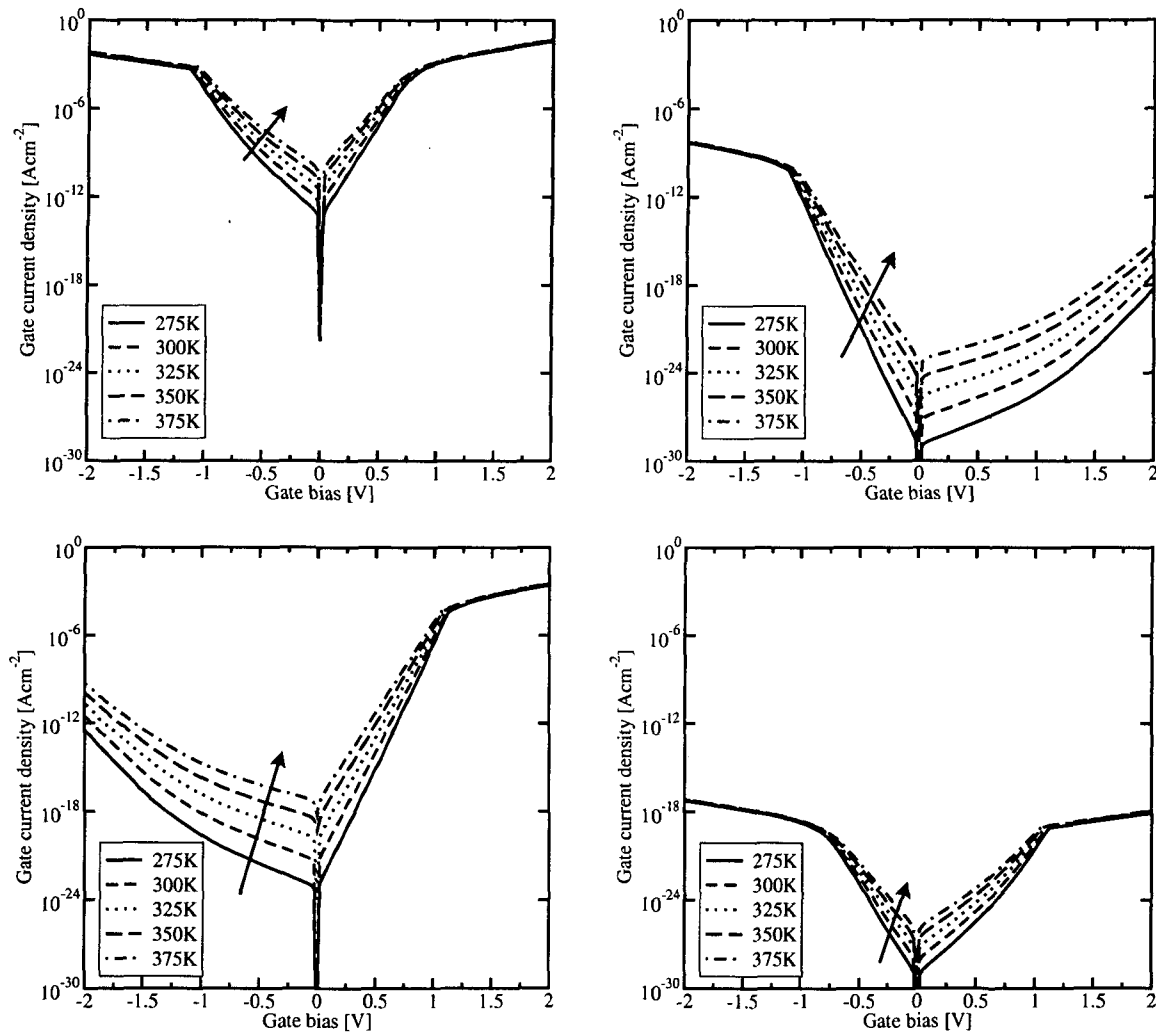 10^0
10^-6
10^-12
10^-18
10^-24
10^-30
Gate current density [Acm^-2]
275K
300K
325K
350K
375K
-2 -1.5 -1 -0.5 0 0.5 1 1.5 2
Gate bias [V]
10^0
10^-6
10^-12
10^-18
10^-24
10^-30
Gate current density [Acm^-2]
275K
300K
325K
350K
375K
-2 -1.5 -1 -0.5 0 0.5 1 1.5 2
Gate bias [V]
10^0
10^-6
10^-12
10^-18
10^-24
10^-30
Gate current density [Acm^-2]
275K
300K
325K
350K
375K
-2 -1.5 -1 -0.5 0 0.5 1 1.5 2
Gate bias [V]
10^0
10^-6
10^-12
10^-18
10^-24
10^-30
Gate current density [Acm^-2]
275K
300K
325K
350K
375K
-2 -1.5 -1 -0.5 0 0.5 1 1.5 2
Gate bias [V]